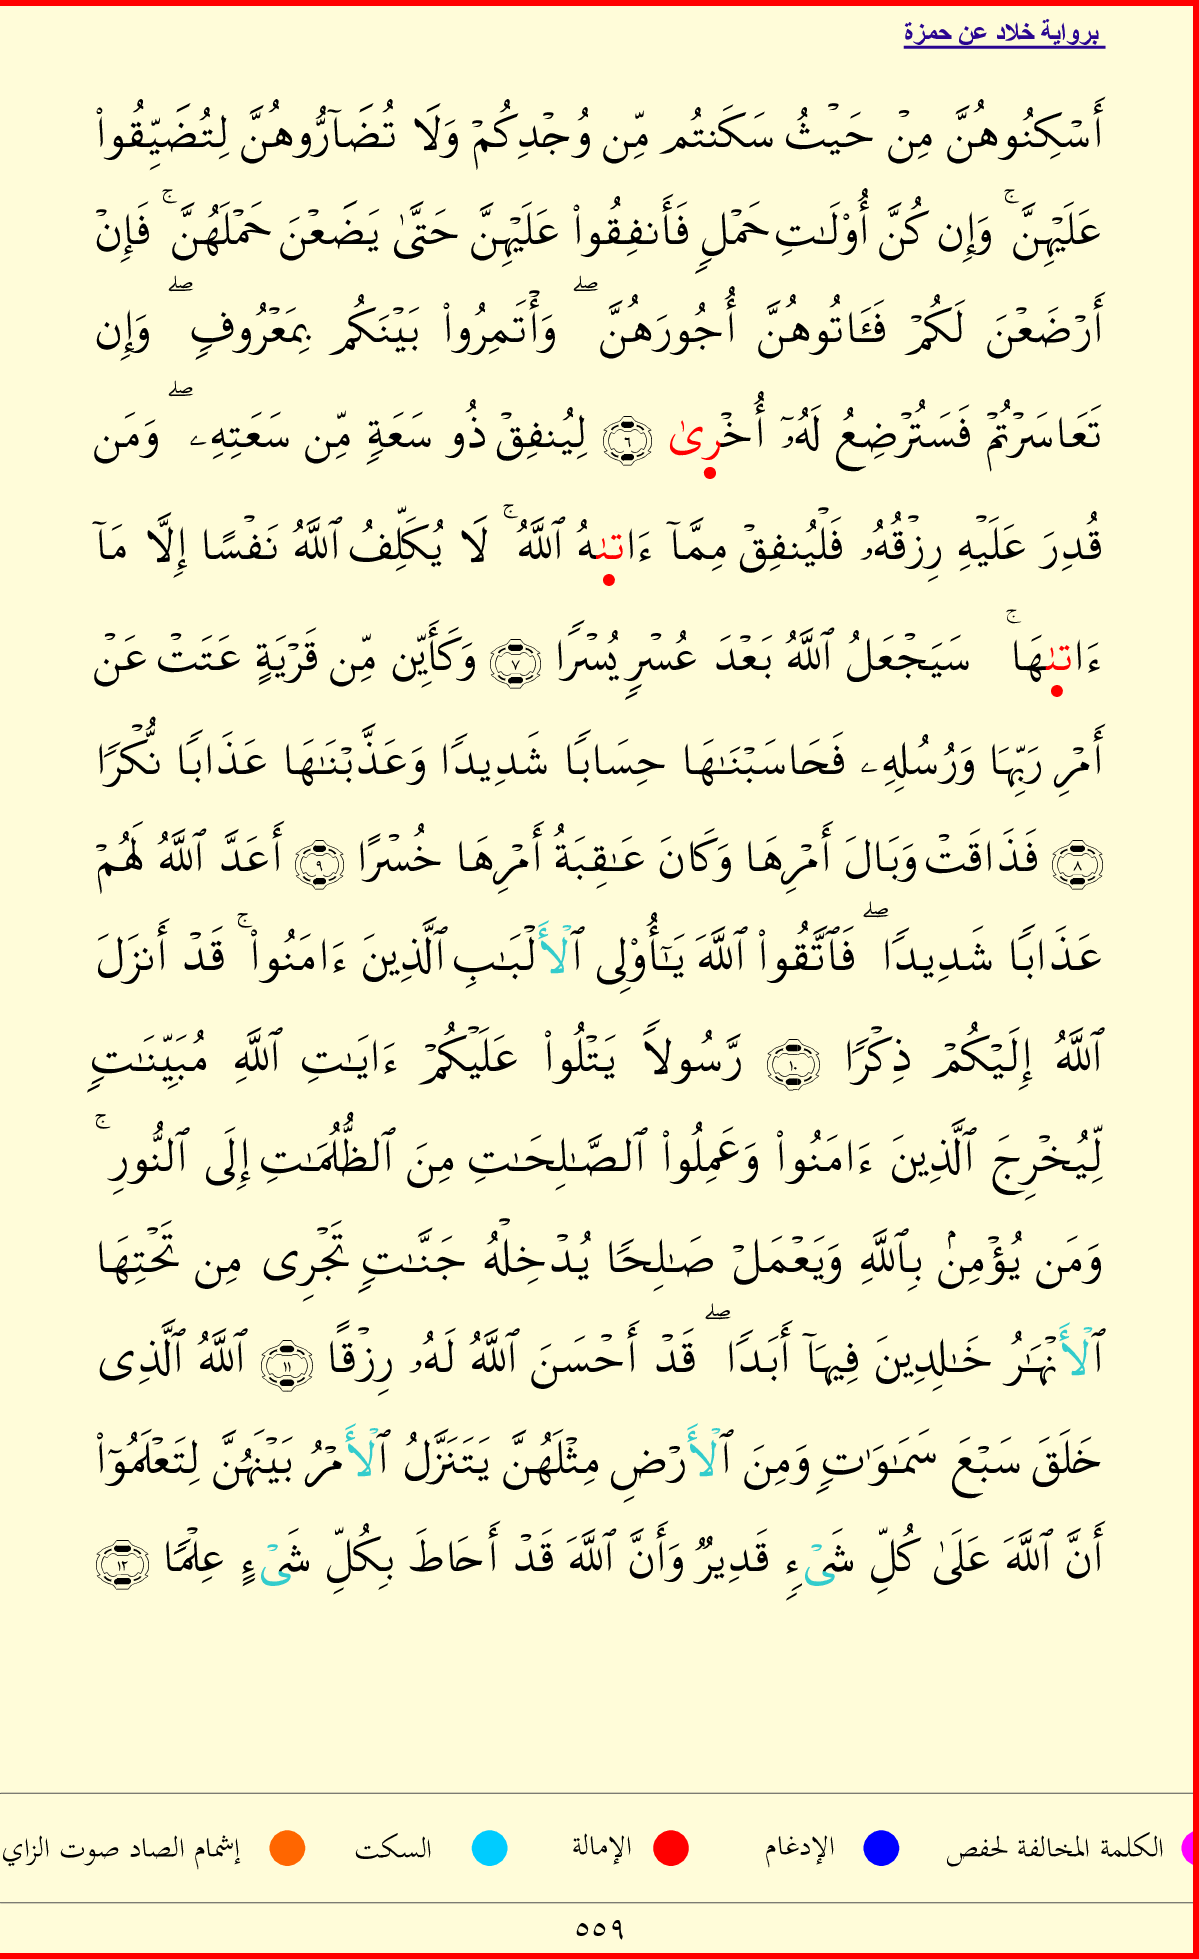 برواية خلاد عن حمزة
أَسۡكِنُوهُنَّ مِنۡ حَيۡثُ سَكَنتُم مِّن وُجۡدِكُمۡ وَلَا تُضَآرُّوهُنَّ لِتُضَيِّقُواْ
عَلَيۡهِنَّۚ وَإِن كُنَّ أُوْلَٰتِ حَمۡلٖ فَأَنفِقُواْ عَلَيۡهِنَّ حَتَّىٰ يَضَعۡنَ حَمۡلَهُنَّۚ فَإِنۡ
أَرۡضَعۡنَ لَكُمۡ فَـَٔاتُوهُنَّ أُجُورَهُنَّۖ وَأۡتَمِرُواْ بَيۡنَكُم بِمَعۡرُوفٖۖ وَإِن
تَعَاسَرۡتُمۡ فَسَتُرۡضِعُ لَهُۥٓ أُخۡرِىٰ ٦ لِيُنفِقۡ ذُو سَعَةٖ مِّن سَعَتِهِۦۖ وَمَن
قُدِرَ عَلَيۡهِ رِزۡقُهُۥ فَلۡيُنفِقۡ مِمَّآ ءَاتىٰهُ ٱللَّهُۚ لَا يُكَلِّفُ ٱللَّهُ نَفۡسًا إِلَّا مَآ
ءَاتىٰهَاۚ سَيَجۡعَلُ ٱللَّهُ بَعۡدَ عُسۡرٖ يُسۡرٗا ٧ وَكَأَيِّن مِّن قَرۡيَةٍ عَتَتۡ عَنۡ
أَمۡرِ رَبِّهَا وَرُسُلِهِۦ فَحَاسَبۡنَٰهَا حِسَابٗا شَدِيدٗا وَعَذَّبۡنَٰهَا عَذَابٗا نُّكۡرٗا
٨ فَذَاقَتۡ وَبَالَ أَمۡرِهَا وَكَانَ عَٰقِبَةُ أَمۡرِهَا خُسۡرًا ٩ أَعَدَّ ٱللَّهُ لَهُمۡ
عَذَابٗا شَدِيدٗاۖ فَٱتَّقُواْ ٱللَّهَ يَٰٓأُوْلِى ٱلۡأَلۡبَٰبِ ٱلَّذِينَ ءَامَنُواْۚ قَدۡ أَنزَلَ
ٱللَّهُ إِلَيۡكُمۡ ذِكۡرٗا ١٠ رَّسُولاٗ يَتۡلُواْ عَلَيۡكُمۡ ءَايَٰتِ ٱللَّهِ مُبَيِّنَٰتٖ
لِّيُخۡرِجَ ٱلَّذِينَ ءَامَنُواْ وَعَمِلُواْ ٱلصَّٰلِحَٰتِ مِنَ ٱلظُّلُمَٰتِ إِلَى ٱلنُّورِۚ
وَمَن يُؤۡمِنۢ بِٱللَّهِ وَيَعۡمَلۡ صَٰلِحٗا يُدۡخِلۡهُ جَنَّٰتٖ تَجۡرِى مِن تَحۡتِهَا
ٱلۡأَنۡهَٰرُ خَٰلِدِينَ فِيهَآ أَبَدٗاۖ قَدۡ أَحۡسَنَ ٱللَّهُ لَهُۥ رِزۡقًا ١١ ٱللَّهُ ٱلَّذِى
خَلَقَ سَبۡعَ سَمَٰوَٰتٖ وَمِنَ ٱلۡأَرۡضِ مِثۡلَهُنَّ يَتَنَزَّلُ ٱلۡأَمۡرُ بَيۡنَهُنَّ لِتَعۡلَمُوٓاْ
أَنَّ ٱللَّهَ عَلَىٰ كُلِّ شَىۡءٖ قَدِيرٞ وَأَنَّ ٱللَّهَ قَدۡ أَحَاطَ بِكُلِّ شَىۡءٍ عِلۡمَۢا ١٢
الكلمة المخالفة لحفص الإدغام الإمالة السكت إشمام الصاد صوت الزاي
٥٥٩